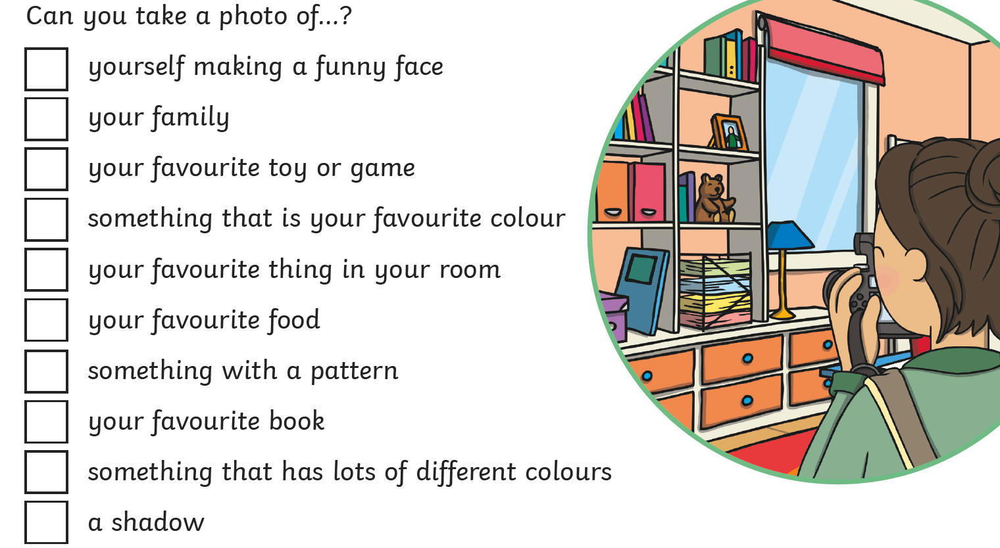 Can you take a photo of...?
yourself making a funny face
your family
your favourite toy or game
something that is your favourite colour
your favourite thing in your room
your favourite food
something with a pattern
your favourite book
something that has lots of different colours
a shadow